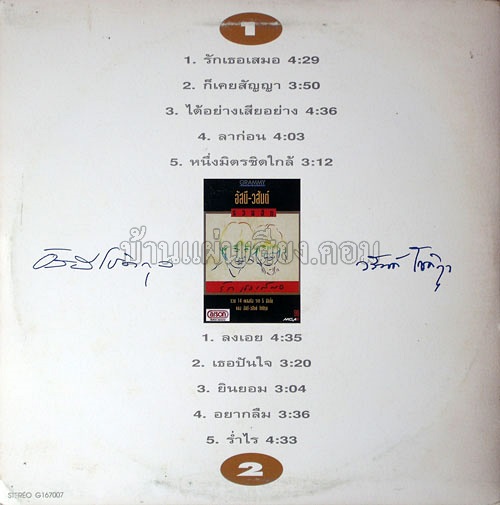 1
1. รักเธอเสมอ 4:29
2. ก็เคยสัญญา 3:50
3. ได้อย่างเสียอย่าง 4:36
4. ลาก่อน 4:03
5. หนึ่งมิตรชิดใกล้ 3:12
GRAMMY
อัสนี-วสันต์
บ้านแผ่นเสียง.คอม
MGA
1. ลงเอย 4:35
2. เธอปันใจ 3:20
3. ยินยอม 3:04
4. อยากลืม 3:36
5. ร่ำไร 4:33
2
STEREO G167007